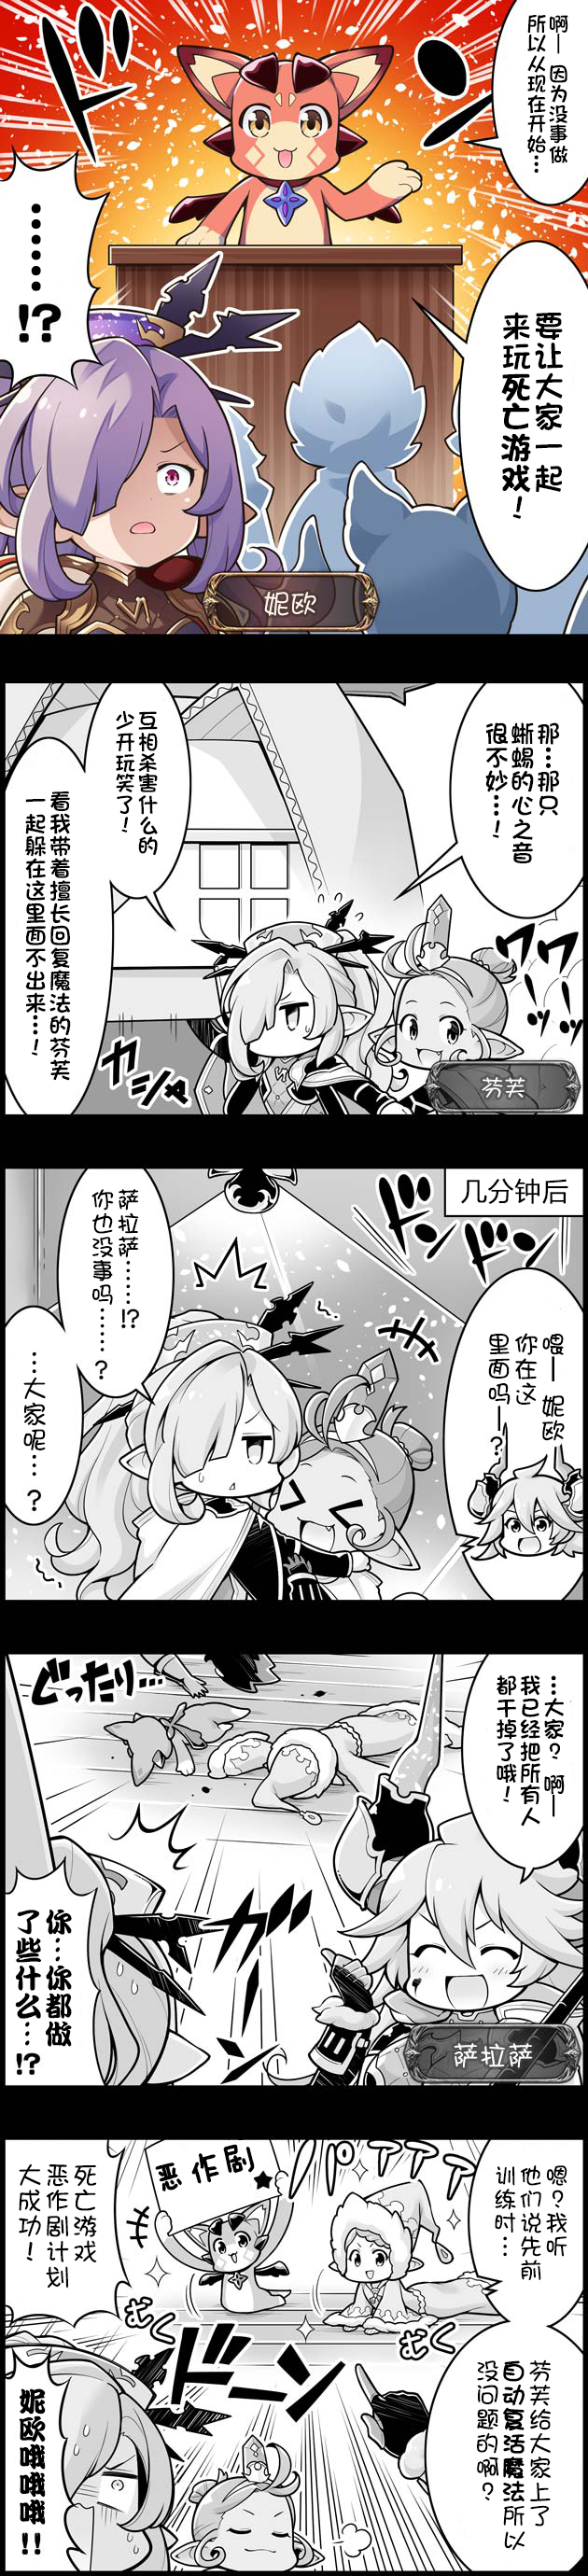 啊—因为没事做
所以从现在开始…
ドン
……!?
要让大家一起
来玩死亡游戏！
妮欧
那…那只
蜥蜴的心之音
很不妙…！
互相杀害什么的
少开玩笑了！
看我带着擅长回复魔法的芬芙
一起躲在这里面不出来…！
ワワーッ
ガシャ
芬芙
几分钟后
ドンドン
喂— 妮欧
你在这
里面吗—？
萨拉萨……!?
你也没事吗……？
…大家呢…？
…大家？ 啊—
我已经把所有人
都干掉了哦！
ぐったり…
你…你都做
了些什么…!?
萨拉萨
嗯？我听
他们说先前
训练时…
パァァァ
恶作剧★
死亡游戏
恶作剧计划
大成功！
むくっ
むくっ
芬芙给大家上了
自动复活魔法所以
没问题的啊？
ドーン
妮欧哦哦哦!!